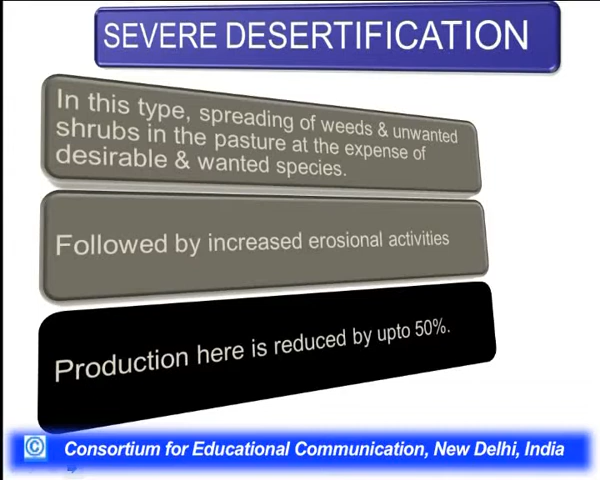 SEVERE DESERTIFICATION
In this type, spreading of weeds & unwanted
shrubs in the pasture at the expense of
desirable & wanted species.
Followed by increased erosional activities
Production here is reduced by upto 50%.
© Consortium for Educational Communication, New Delhi, India